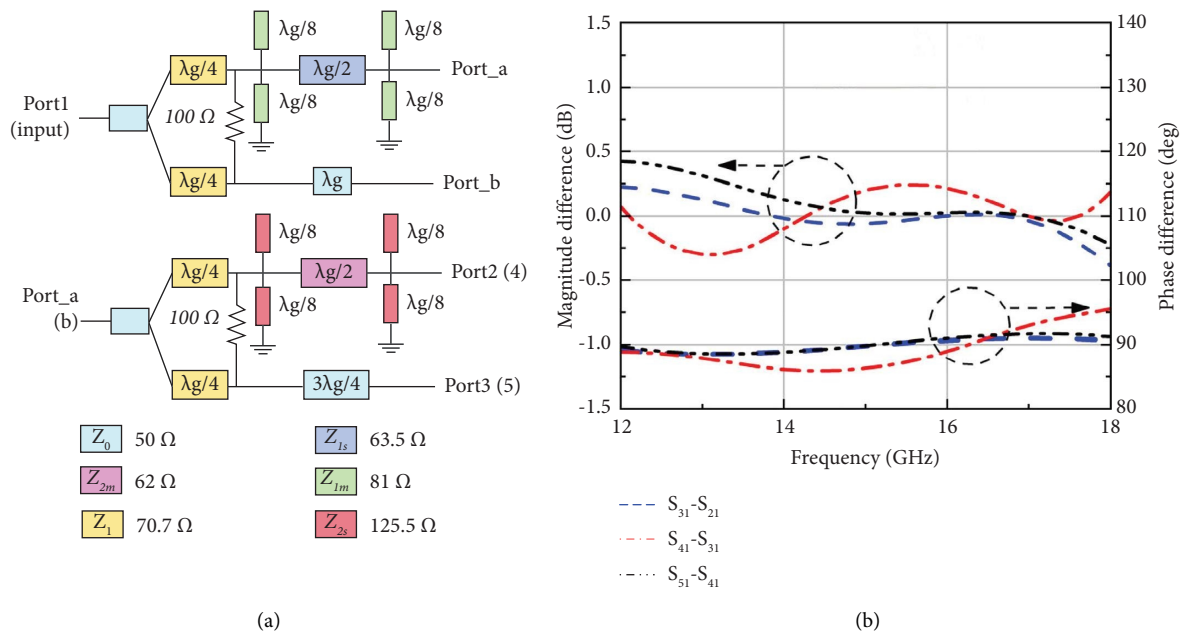 λg/8
λg/8
λg/4
λg/2
Port_a
λg/8
λg/8
Port1
(input)
100 Ω
λg/4
λg
Port_b
λg/8
λg/8
λg/4
λg/2
Port2 (4)
λg/8
λg/8
Port_a
(b)
100 Ω
λg/4
3λg/4
Port3 (5)
Z0 50 Ω
Z1s 63.5 Ω
Z2m 62 Ω
Z1m 81 Ω
Z1 70.7 Ω
Z2s 125.5 Ω
(a)
1.5
1.0
0.5
0.0
-0.5
-1.0
-1.5
Magnitude difference (dB)
140
130
120
110
100
90
80
Phase difference (deg)
12
14
16
18
Frequency (GHz)
S31-S21
S41-S31
S51-S41
(b)